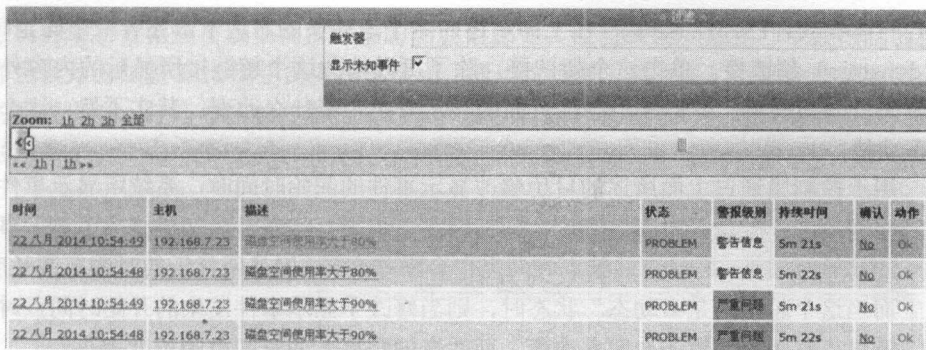 触发器
显示未知事件
Zoom: 1h 2h 3h 全部
«« 1h | 1h »»
时间 主机 描述 状态 警报级别 持续时间 确认 动作
22 八月 2014 10:54:49 192.168.7.23 磁盘空间使用率大于80% PROBLEM 警告信息 5m 21s No Ok
22 八月 2014 10:54:48 192.168.7.23 磁盘空间使用率大于80% PROBLEM 警告信息 5m 22s No Ok
22 八月 2014 10:54:49 192.168.7.23 磁盘空间使用率大于90% PROBLEM 严重问题 5m 21s No Ok
22 八月 2014 10:54:48 192.168.7.23 磁盘空间使用率大于90% PROBLEM 严重问题 5m 22s No Ok